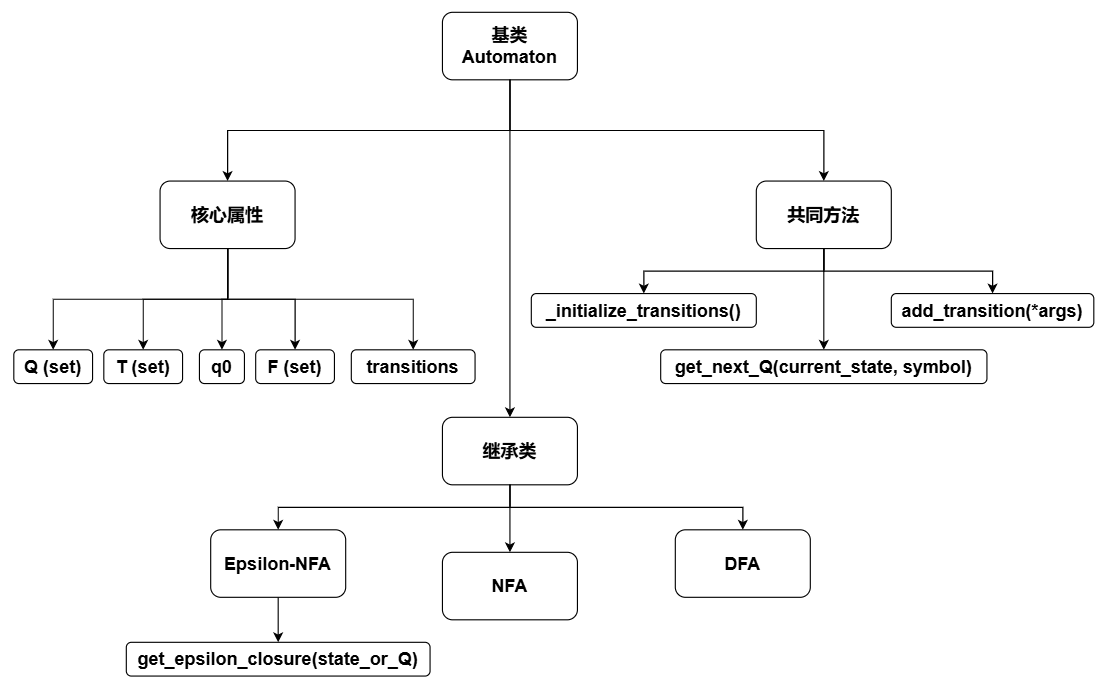 基类
Automaton
核心属性
共同方法
_initialize_transitions()
add_transition(*args)
Q (set)
T (set)
q0
F (set)
transitions
get_next_Q(current_state, symbol)
继承类
Epsilon-NFA
NFA
DFA
get_epsilon_closure(state_or_Q)